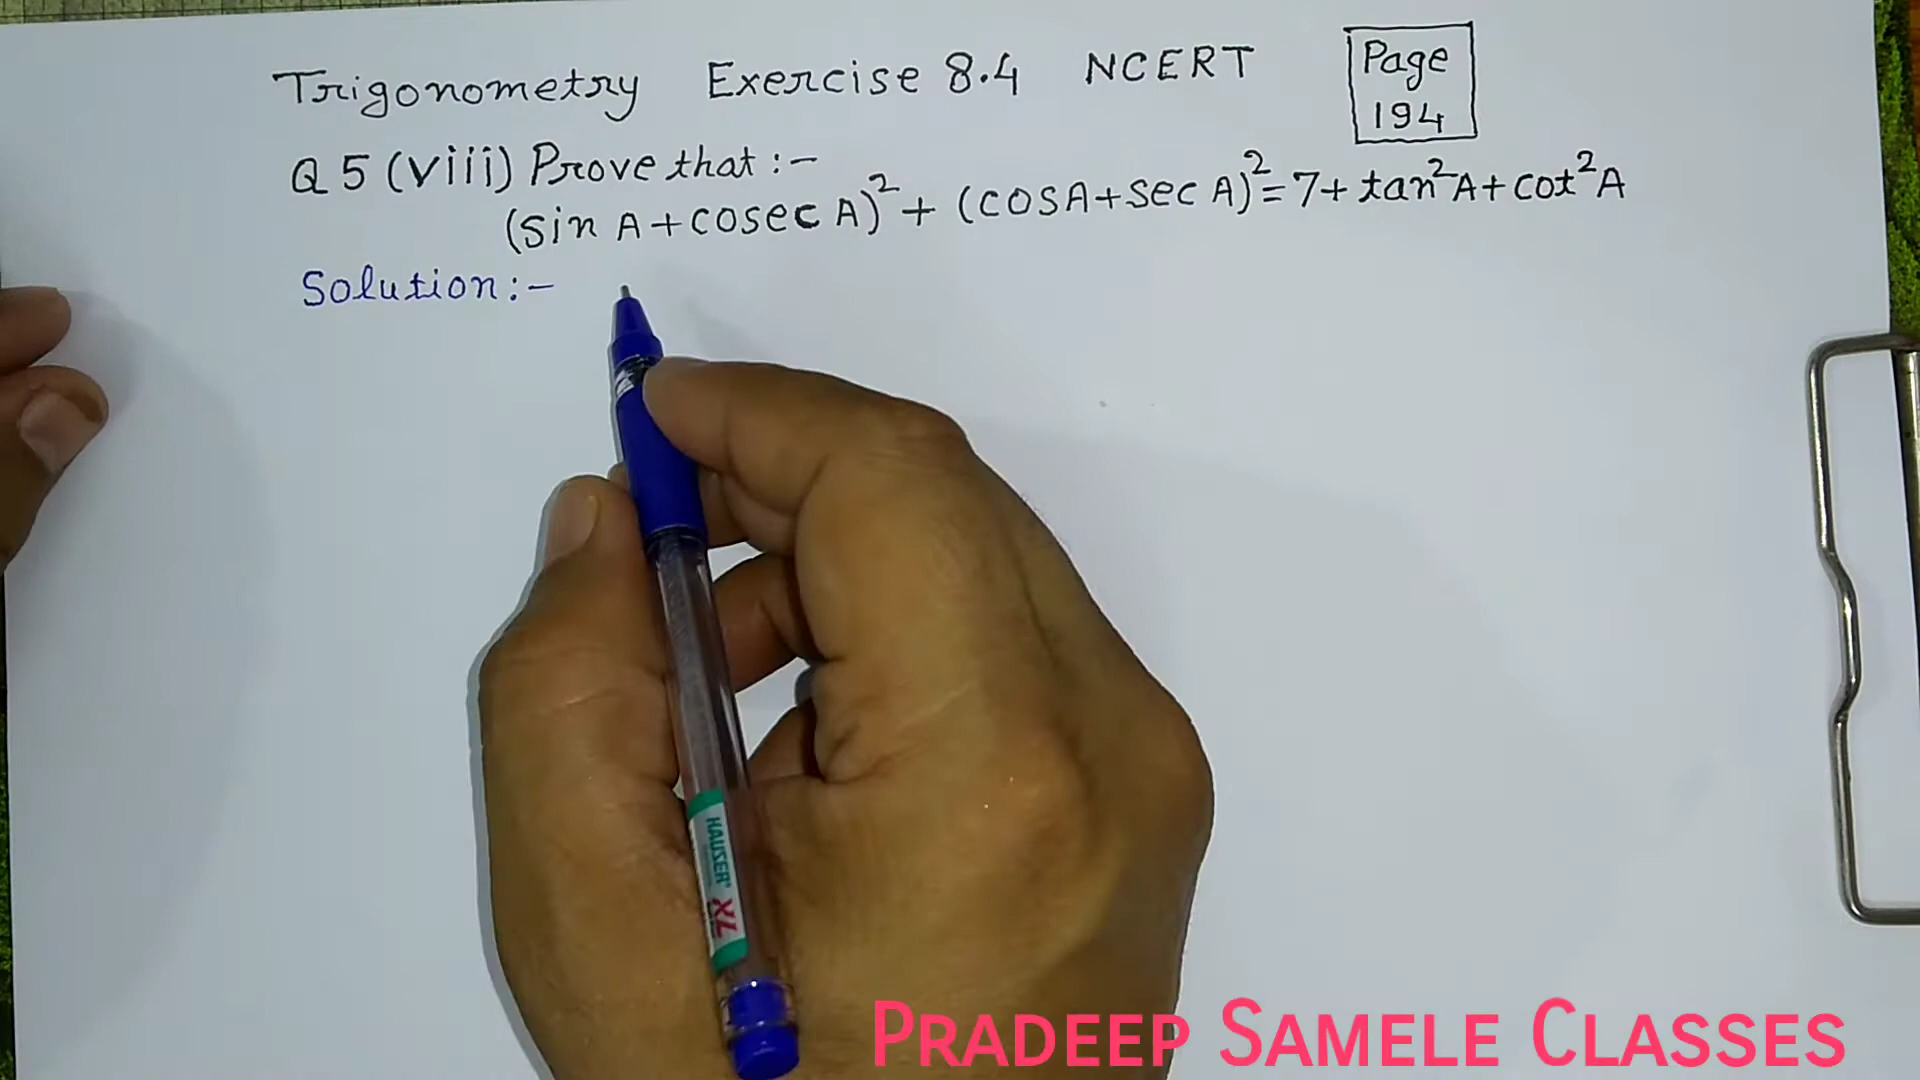 Trigonometry Exercise 8.4 NCERT
Page
194
Q 5 (viii) Prove that :-
(sin A + cosec A)² + (cosA + sec A)² = 7 + tan²A + cot²A
Solution :-
HAUSER XL
PRADEEP SAMELE CLASSES